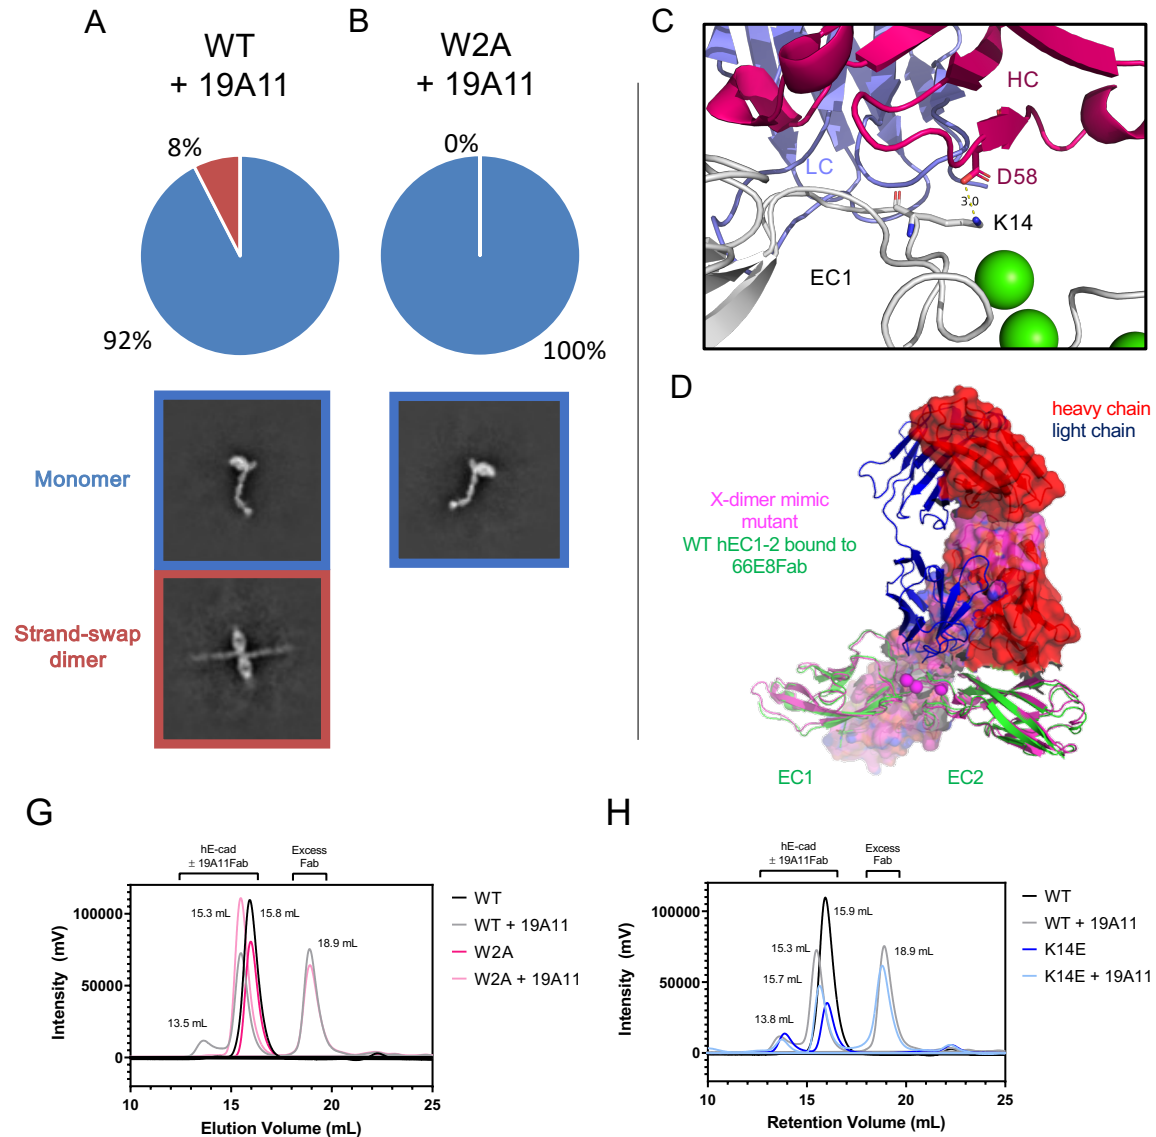 A
WT
+ 19A11
8%
92%
B
W2A
+ 19A11
0%
100%
Monomer
Strand-swap
dimer
C
HC
LC
D58
3.0
K14
EC1
D
heavy chain
light chain
X-dimer mimic
mutant
WT hEC1-2 bound to
66E8Fab
EC1
EC2
G
hE-cad
± 19A11Fab
Excess
Fab
15.3 mL
15.8 mL
18.9 mL
13.5 mL
100000
50000
0
Intensity (mV)
10
15
20
25
Elution Volume (mL)
WT
WT + 19A11
W2A
W2A + 19A11
H
hE-cad
± 19A11Fab
Excess
Fab
15.9 mL
15.3 mL
18.9 mL
15.7 mL
13.8 mL
100000
50000
0
Intensity (mV)
10
15
20
25
Retention Volume (mL)
WT
WT + 19A11
K14E
K14E + 19A11